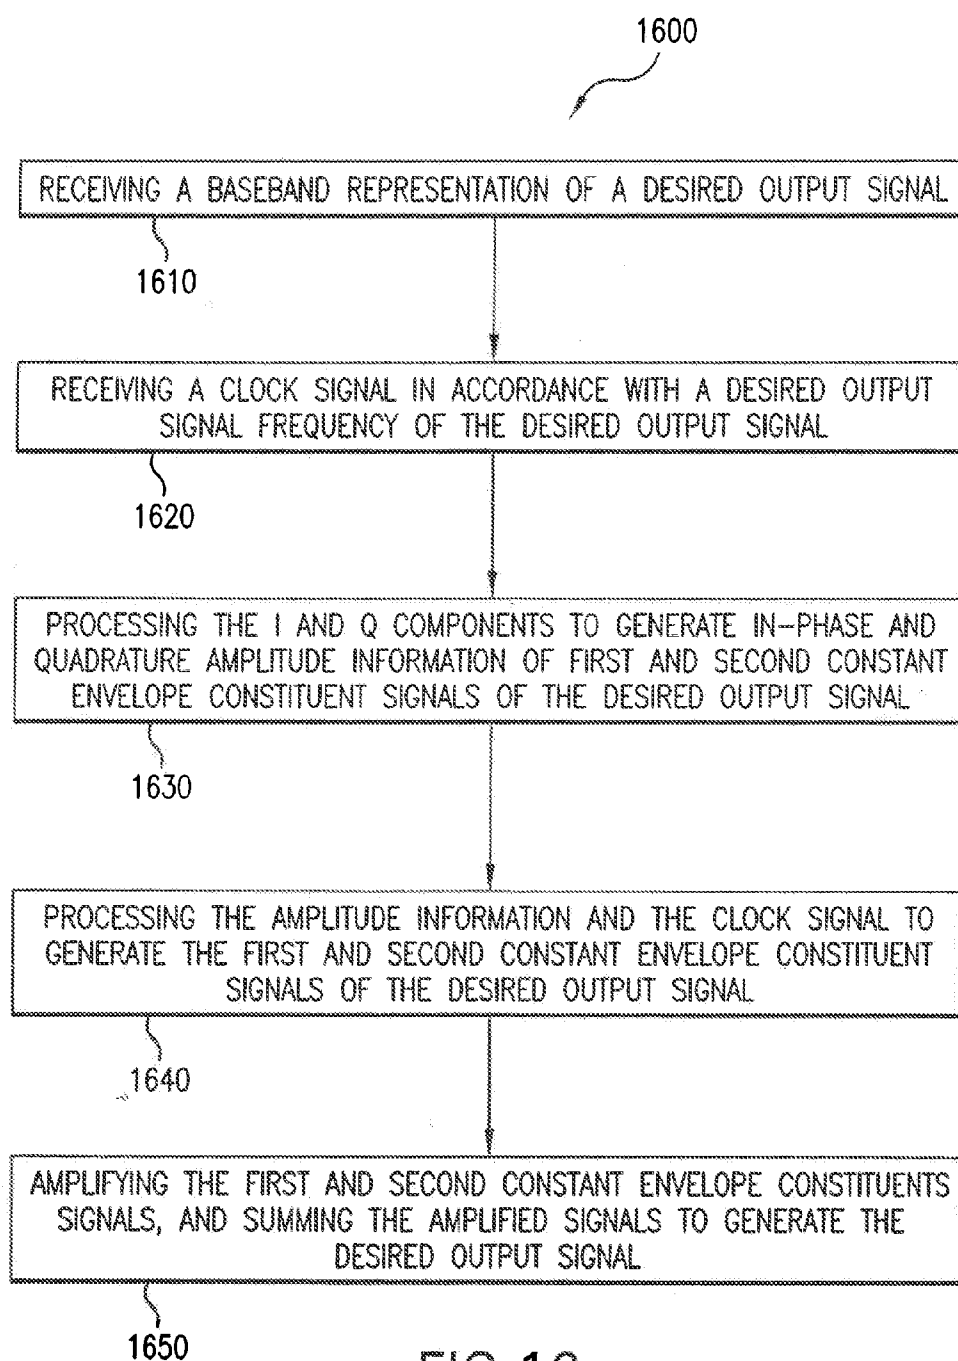 1600
RECEIVING A BASEBAND REPRESENTATION OF A DESIRED OUTPUT SIGNAL
1610
RECEIVING A CLOCK SIGNAL IN ACCORDANCE WITH A DESIRED OUTPUT
SIGNAL FREQUENCY OF THE DESIRED OUTPUT SIGNAL
1620
PROCESSING THE I AND Q COMPONENTS TO GENERATE IN-PHASE AND
QUADRATURE AMPLITUDE INFORMATION OF FIRST AND SECOND CONSTANT
ENVELOPE CONSTITUENT SIGNALS OF THE DESIRED OUTPUT SIGNAL
1630
PROCESSING THE AMPLITUDE INFORMATION AND THE CLOCK SIGNAL TO
GENERATE THE FIRST AND SECOND CONSTANT ENVELOPE CONSTITUENT
SIGNALS OF THE DESIRED OUTPUT SIGNAL
1640
AMPLIFYING THE FIRST AND SECOND CONSTANT ENVELOPE CONSTITUENTS
SIGNALS, AND SUMMING THE AMPLIFIED SIGNALS TO GENERATE THE
DESIRED OUTPUT SIGNAL
1650